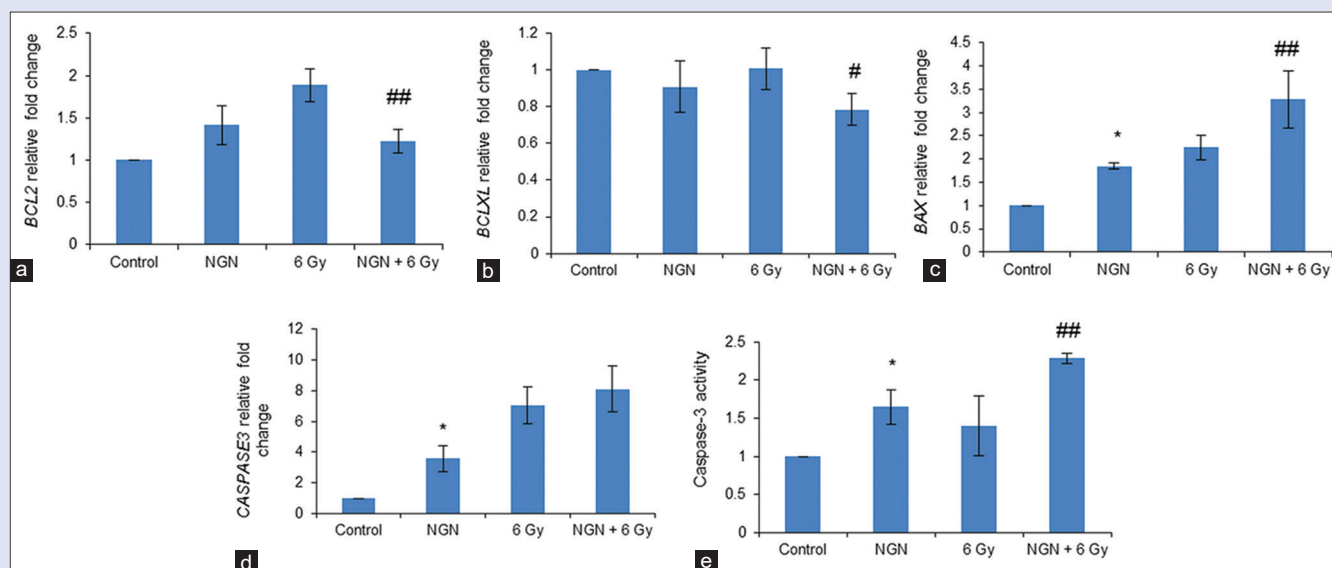 BCL2 relative fold change
2.5
2
1.5
1
0.5
0
##
Control NGN 6 Gy NGN + 6 Gy
a
BCLXL relative fold change
1.2
1
0.8
0.6
0.4
0.2
0
#
Control NGN 6 Gy NGN + 6 Gy
b
BAX relative fold change
4.5
4
3.5
3
2.5
2
1.5
1
0.5
0
*
##
Control NGN 6 Gy NGN + 6 Gy
c
CASPASE3 relative fold
change
12
10
8
6
4
2
0
*
Control NGN 6 Gy NGN + 6 Gy
d
Caspase-3 activity
2.5
2
1.5
1
0.5
0
*
##
Control NGN 6 Gy NGN + 6 Gy
e